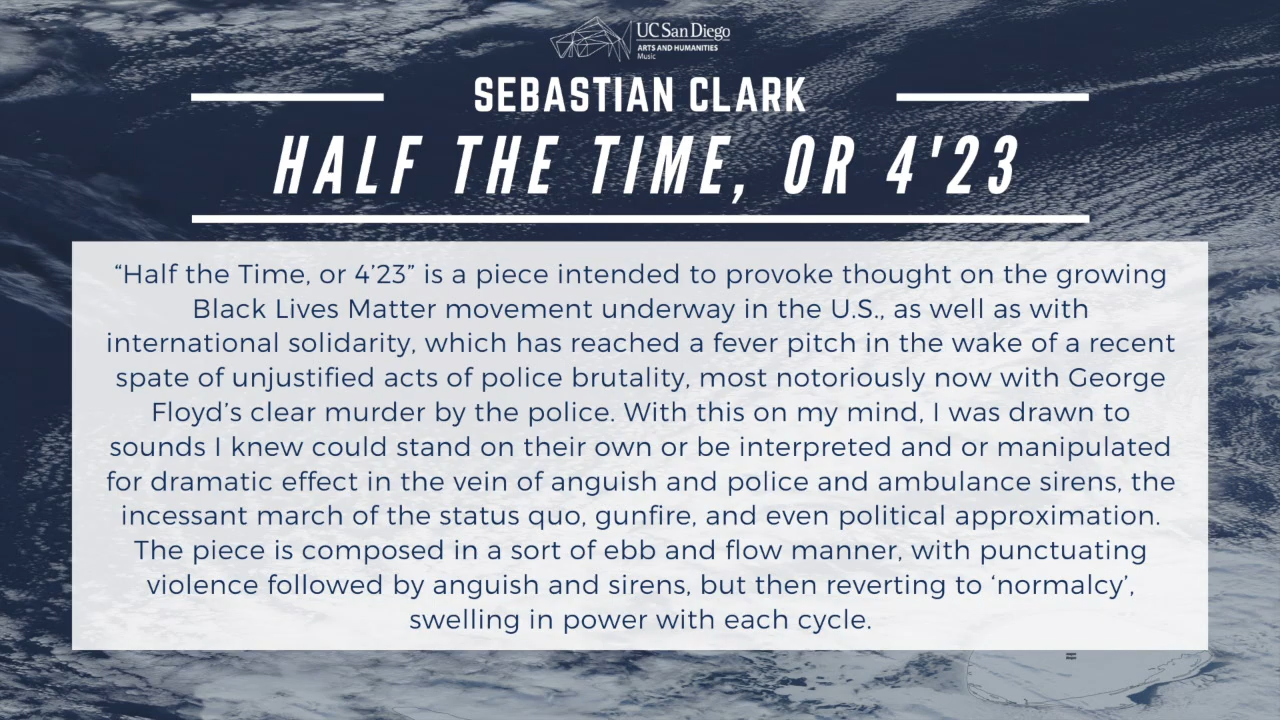 UC San Diego
ARTS AND HUMANITIES
Music
SEBASTIAN CLARK
HALF THE TIME, OR 4'23
“Half the Time, or 4’23” is a piece intended to provoke thought on the growing
Black Lives Matter movement underway in the U.S., as well as with
international solidarity, which has reached a fever pitch in the wake of a recent
spate of unjustified acts of police brutality, most notoriously now with George
Floyd’s clear murder by the police. With this on my mind, I was drawn to
sounds I knew could stand on their own or be interpreted and or manipulated
for dramatic effect in the vein of anguish and police and ambulance sirens, the
incessant march of the status quo, gunfire, and even political approximation.
The piece is composed in a sort of ebb and flow manner, with punctuating
violence followed by anguish and sirens, but then reverting to ‘normalcy’,
swelling in power with each cycle.